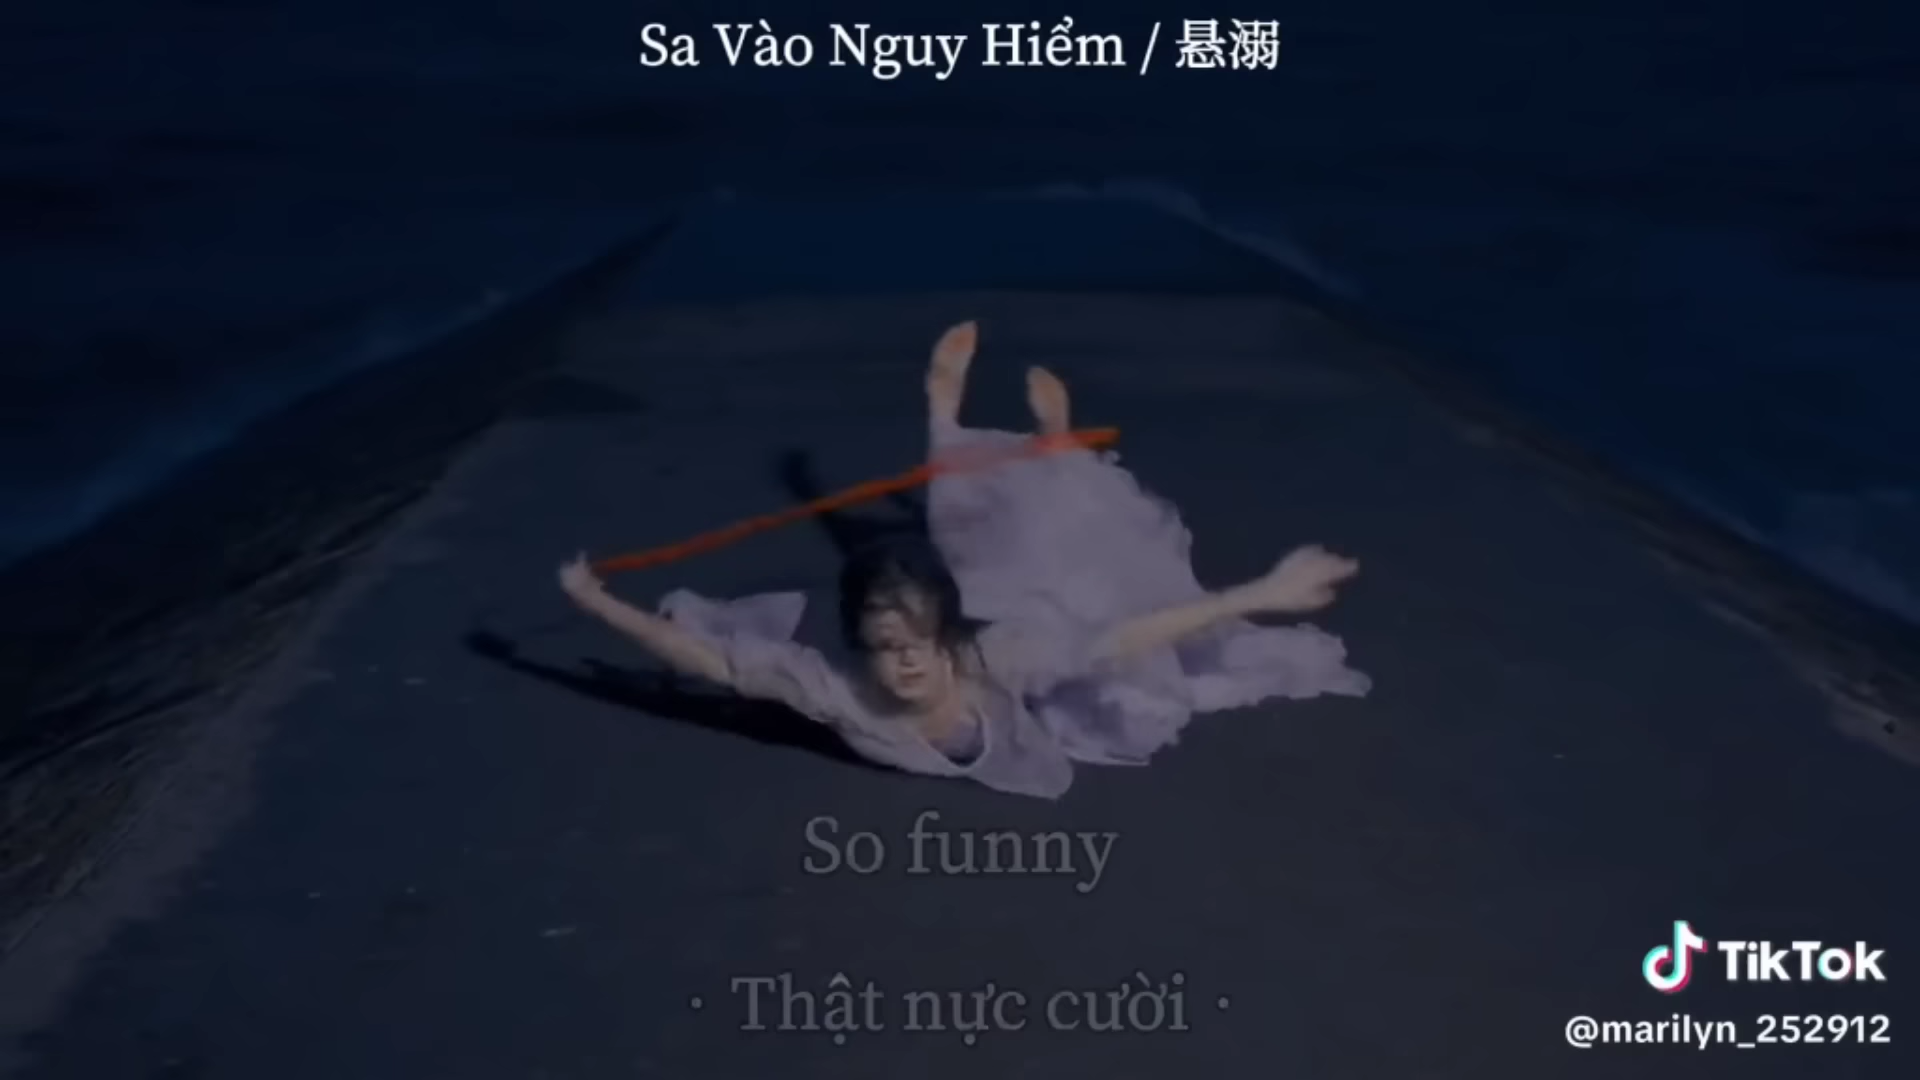 Sa Vào Nguy Hiểm / 悬溺
So funny
· Thật nực cười ·
TikTok
@marilyn_252912